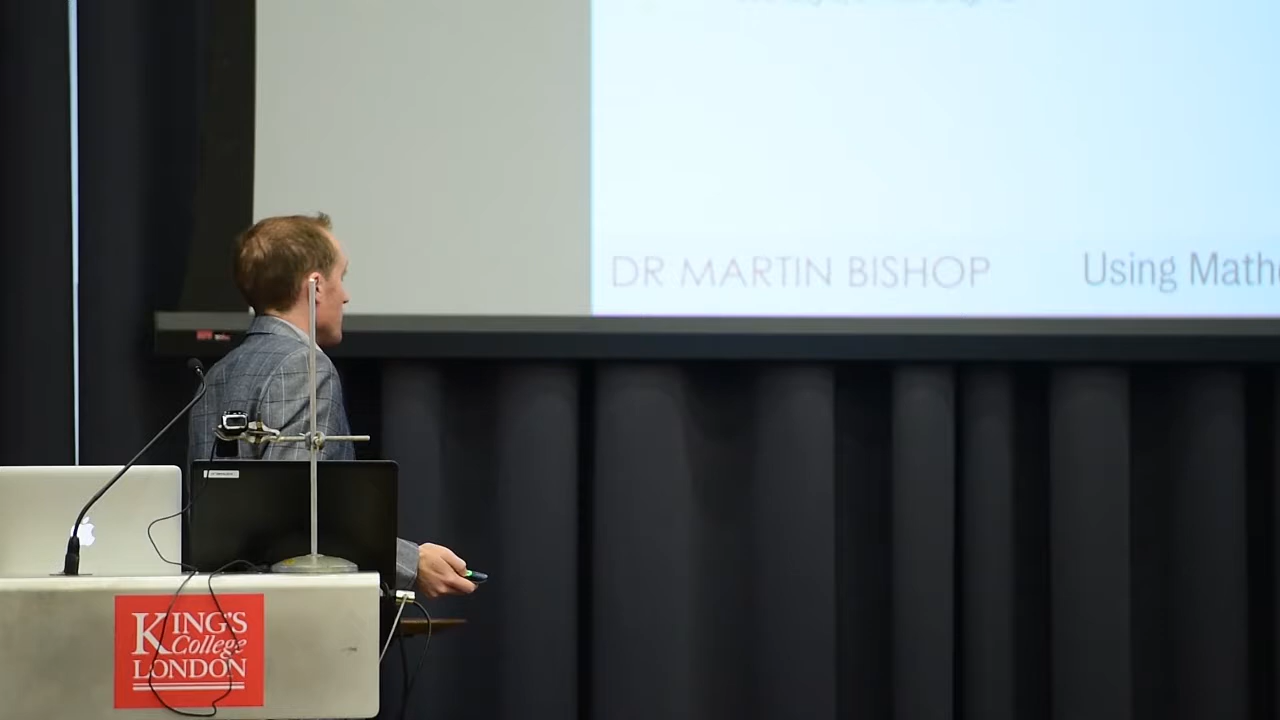 DR MARTIN BISHOP
Using Math
KING'S
College
LONDON